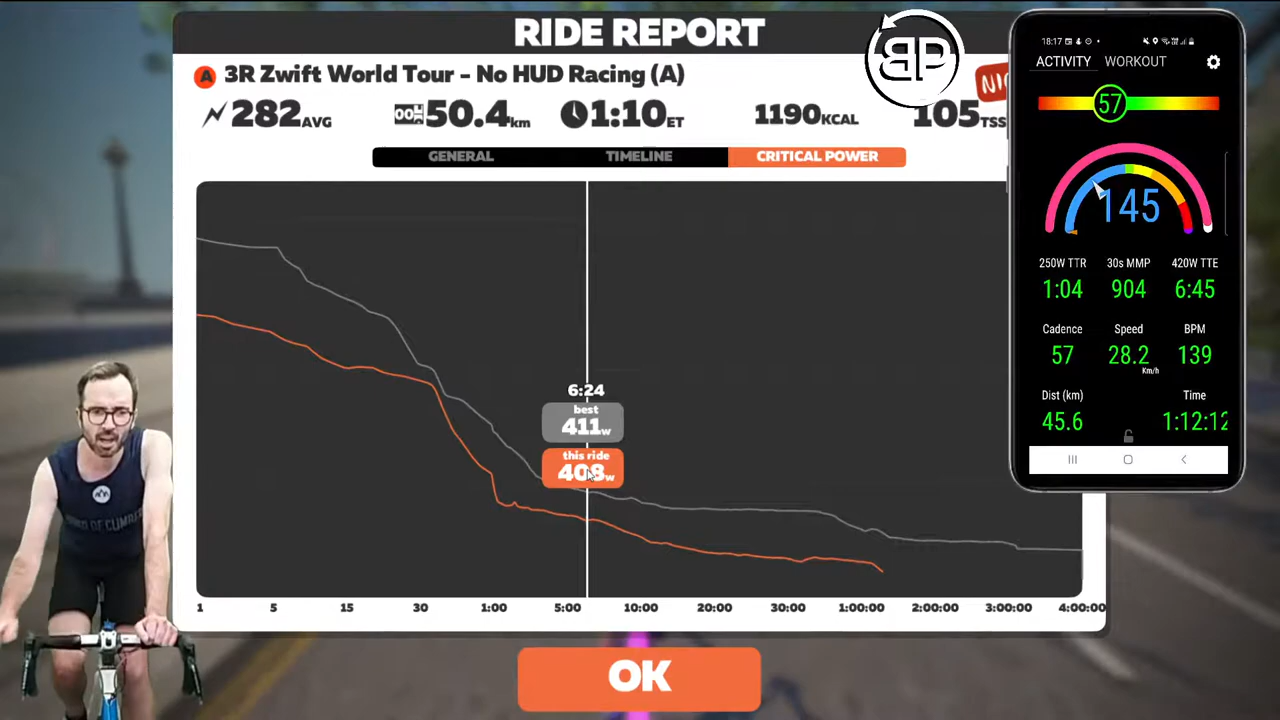 RIDE REPORT
A 3R Zwift World Tour - No HUD Racing (A)
282AVG 50.4km 1:10ET 1190KCAL 105TSS
BP
GENERAL TIMELINE CRITICAL POWER
6:24
best
411w
this ride
408w
1 5 15 30 1:00 5:00 10:00 20:00 30:00 1:00:00 2:00:00 3:00:00 4:00:00
OK
18:17
ACTIVITY WORKOUT
57
145
250W TTR 30s MMP 420W TTE
1:04 904 6:45
Cadence Speed BPM
57 28.2 139
Km/h
Dist (km) Time
45.6 1:12:12